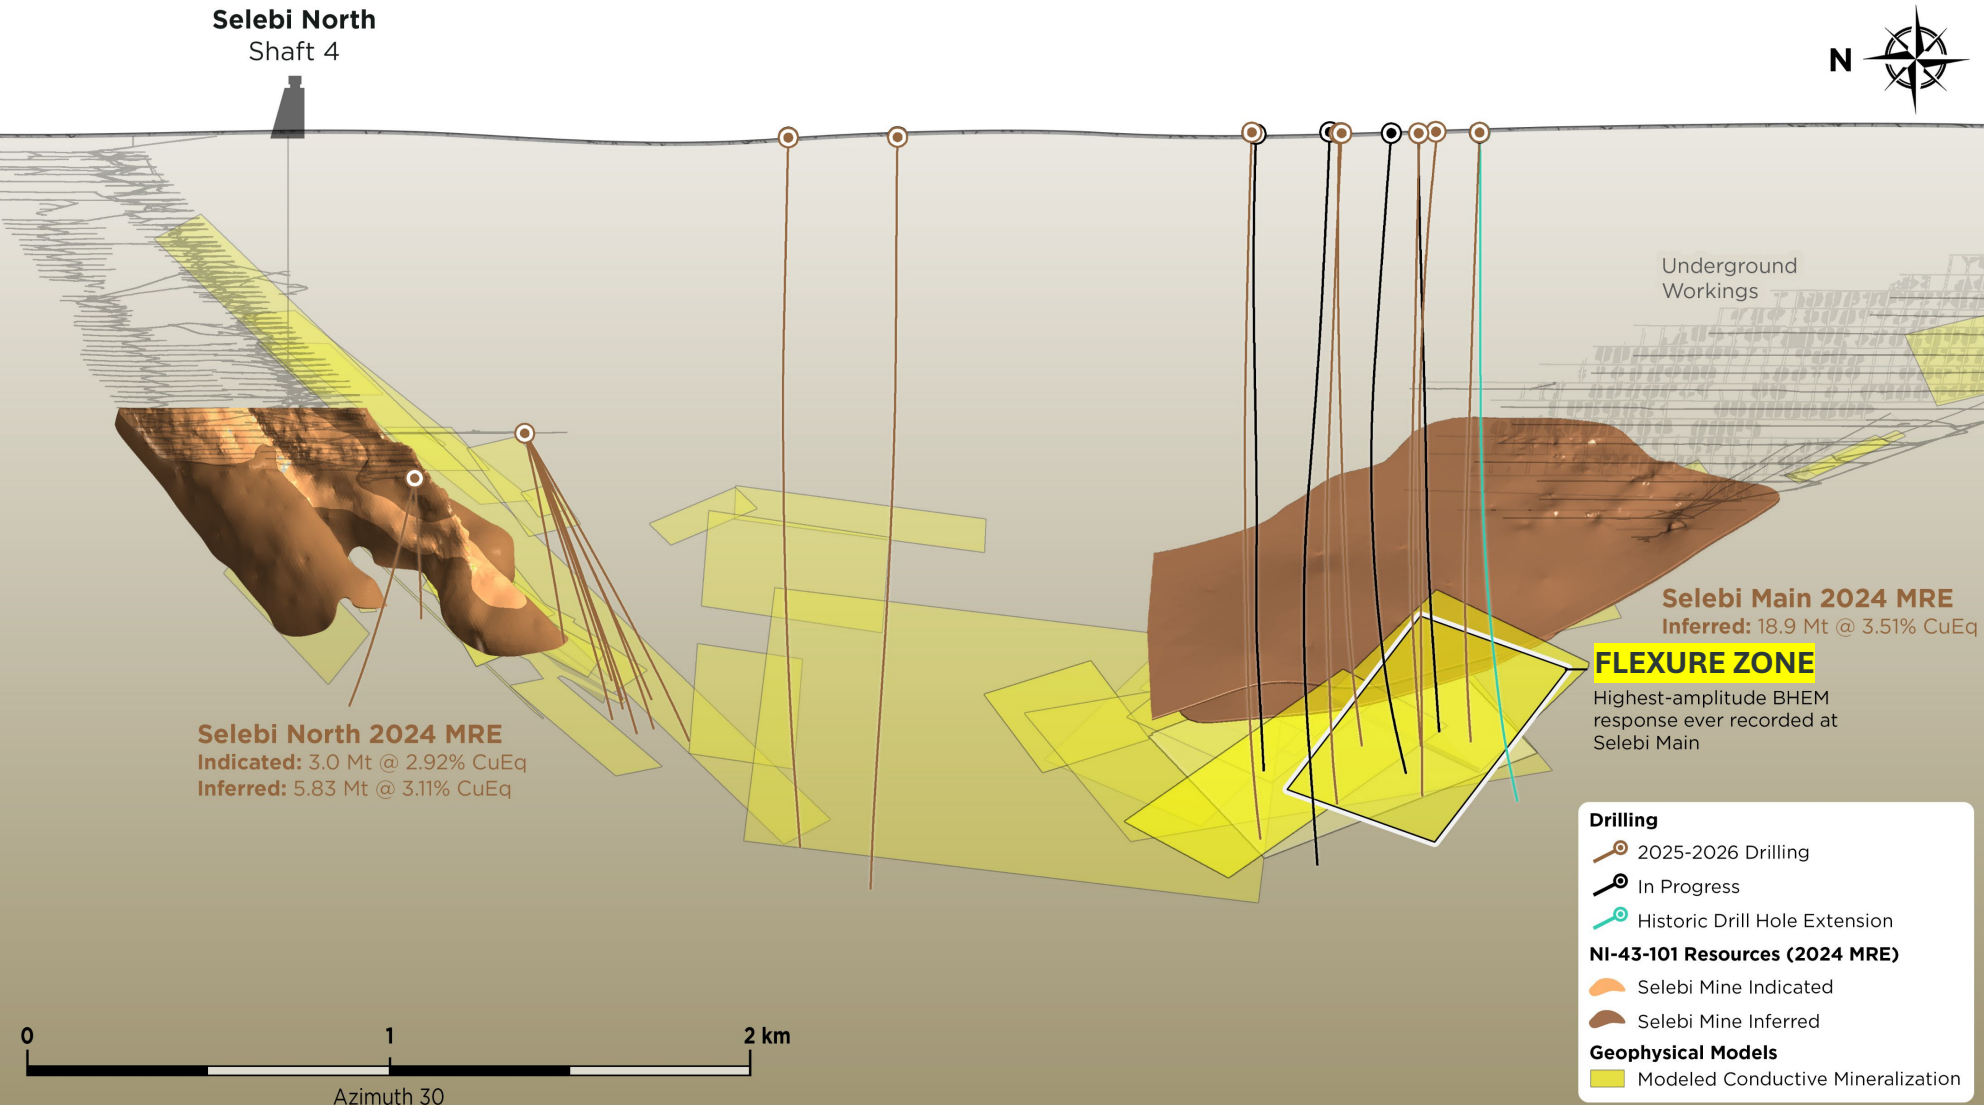 Selebi North
Shaft 4
N
Underground
Workings
Selebi Main 2024 MRE
Inferred: 18.9 Mt @ 3.51% CuEq
FLEXURE ZONE
Highest-amplitude BHEM
response ever recorded at
Selebi Main
Selebi North 2024 MRE
Indicated: 3.0 Mt @ 2.92% CuEq
Inferred: 5.83 Mt @ 3.11% CuEq
Drilling
2025-2026 Drilling
In Progress
Historic Drill Hole Extension
NI-43-101 Resources (2024 MRE)
Selebi Mine Indicated
Selebi Mine Inferred
Geophysical Models
Modeled Conductive Mineralization
0 1 2 km
Azimuth 30